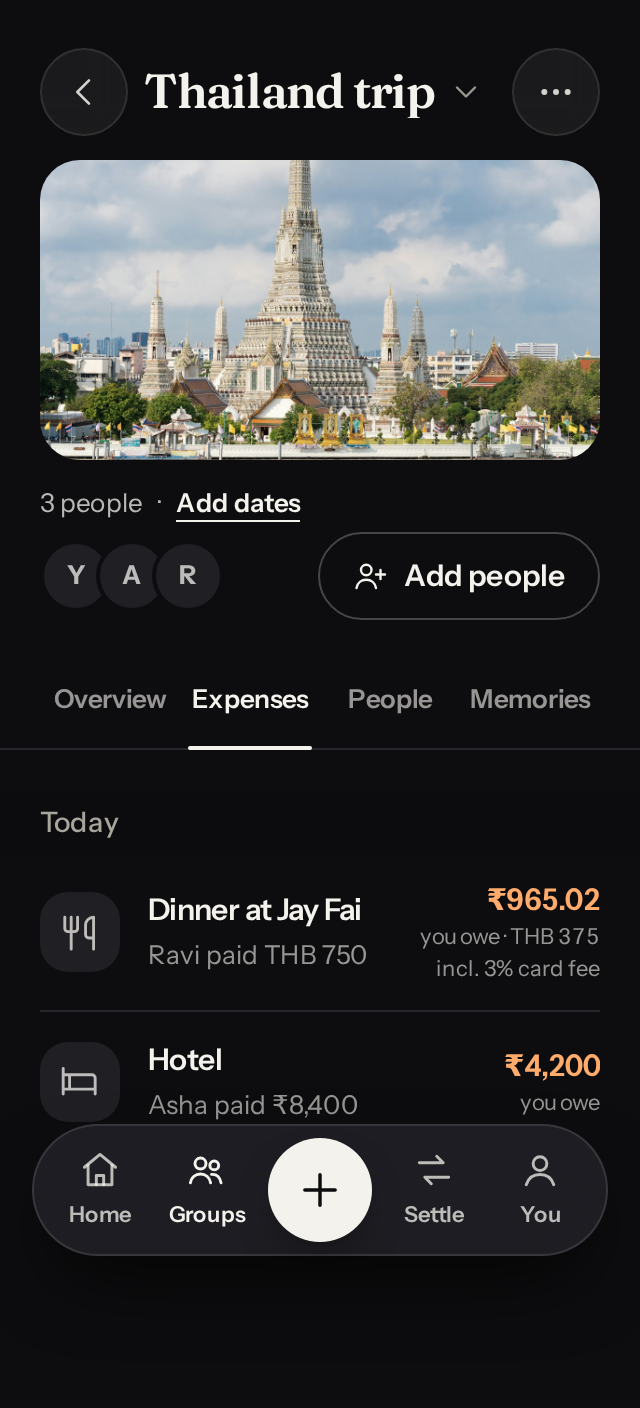 Thailand trip
3 people · Add dates
Y A R
Add people
Overview Expenses People Memories
Today
Dinner at Jay Fai
Ravi paid THB 750
₹965.02
you owe · THB 375
incl. 3% card fee
Hotel
Asha paid ₹8,400
₹4,200
you owe
Home Groups Settle You